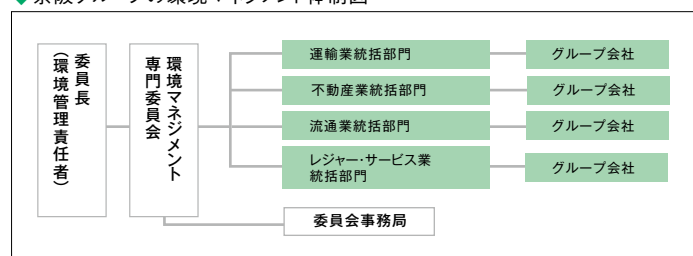 委員長
（環境管理責任者）
環境マネジメント
専門委員会
運輸業統括部門
グループ会社
不動産業統括部門
グループ会社
流通業統括部門
グループ会社
レジャー・サービス業
統括部門
グループ会社
委員会事務局